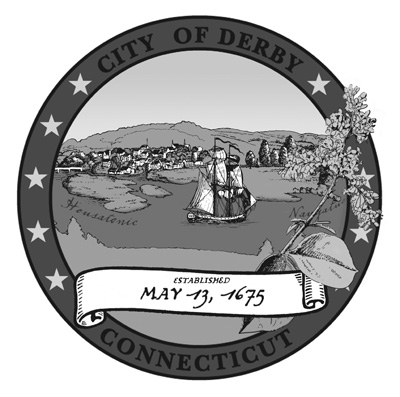 CITY OF DERBY
Housatonic
ESTABLISHED
MAY 13, 1675
CONNECTICUT